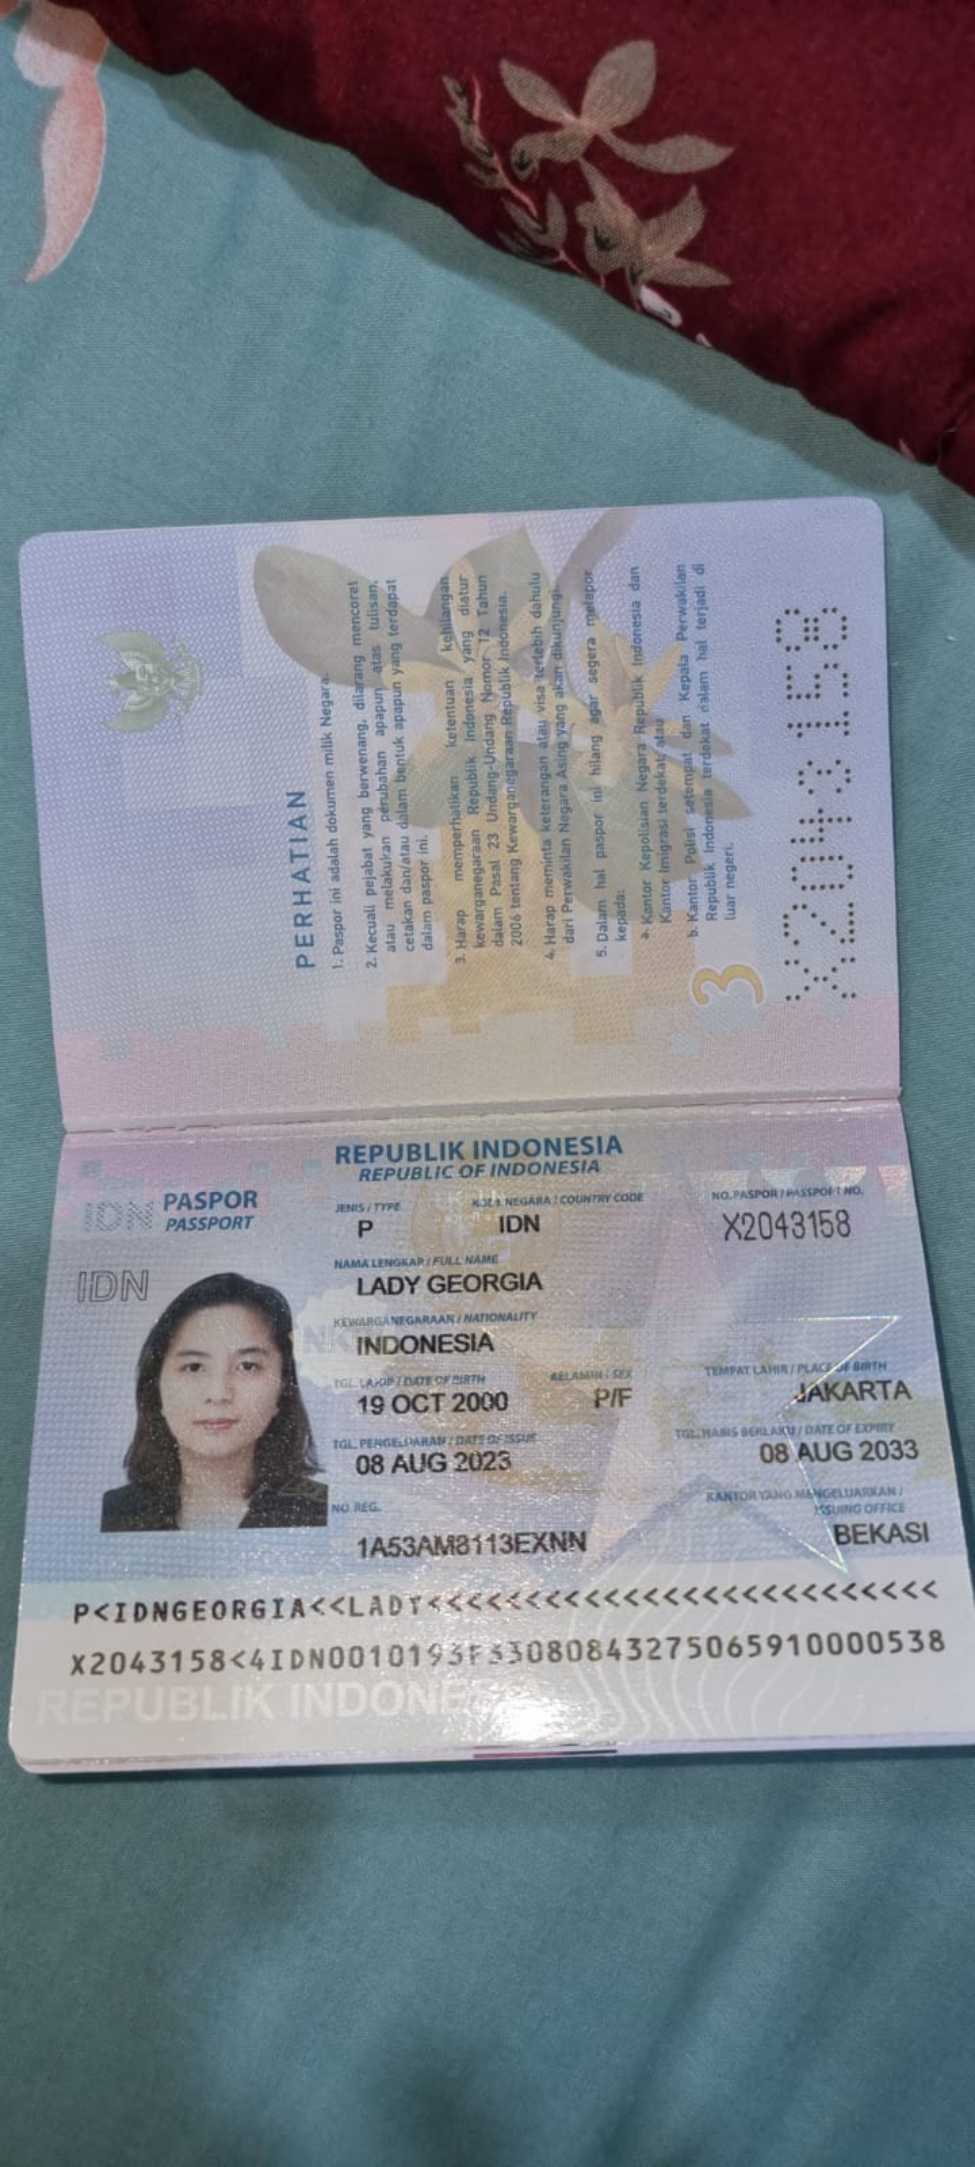 PERHATIAN
1. Paspor ini adalah dokumen milik Negara.
2. Kecuali pejabat yang berwenang, dilarang mencoret
atau melakukan perubahan apapun atas tulisan,
cetakan dan/atau dalam bentuk apapun yang terdapat
dalam paspor ini.
3. Harap memperhatikan ketentuan kehilangan
kewarganegaraan Republik Indonesia yang diatur
dalam Pasal 23 Undang-Undang Nomor 12 Tahun
2006 tentang Kewarganegaraan Republik Indonesia.
4. Harap meminta keterangan atau visa terlebih dahulu
dari Perwakilan Negara Asing yang akan dikunjungi.
5. Dalam hal paspor ini hilang agar segera melapor
kepada:
a. Kantor Kepolisian Negara Republik Indonesia dan
Kantor Imigrasi terdekat; atau
b. Kantor Polisi setempat dan Kepala Perwakilan
Republik Indonesia terdekat dalam hal terjadi di
luar negeri.
3
X2043158
REPUBLIK INDONESIA
REPUBLIC OF INDONESIA
IDN
PASPOR
PASSPORT
JENIS / TYPE
KODE NEGARA / COUNTRY CODE
NO. PASPOR / PASSPORT NO.
P
IDN
X2043158
IDN
NAMA LENGKAP / FULL NAME
LADY GEORGIA
KEWARGANEGARAAN / NATIONALITY
INDONESIA
TGL. LAHIR / DATE OF BIRTH
KELAMIN / SEX
TEMPAT LAHIR / PLACE OF BIRTH
19 OCT 2000
P/F
JAKARTA
TGL. PENGELUARAN / DATE OF ISSUE
TGL. HABIS BERLAKU / DATE OF EXPIRY
08 AUG 2023
08 AUG 2033
NO REG.
KANTOR YANG MENGELUARKAN /
ISSUING OFFICE
1A53AM8113EXNN
BEKASI
P<IDNGEORGIA<<LADY<<<<<<<<<<<<<<<<<<<<<<<<<<
X2043158<4IDN0010193F33080843275065910000538
REPUBLIK INDONE